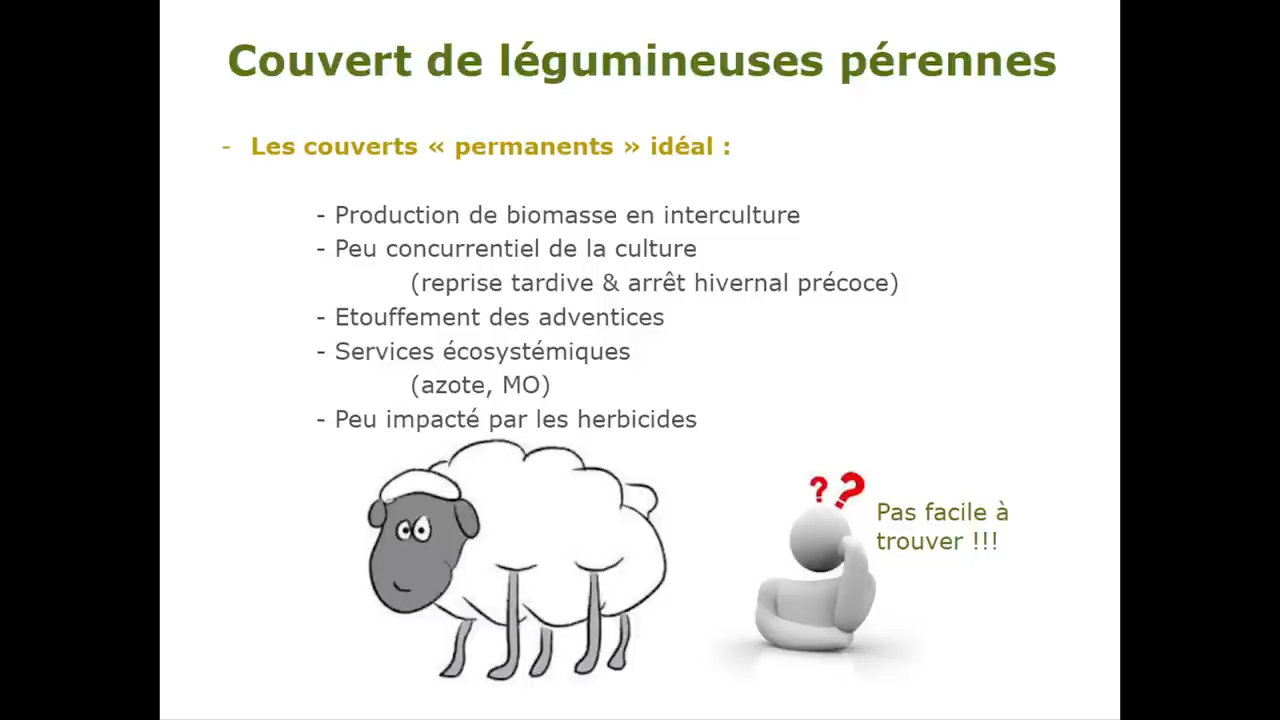 Couvert de légumineuses pérennes
- Les couverts « permanents » idéal :
- Production de biomasse en interculture
- Peu concurrentiel de la culture
(reprise tardive & arrêt hivernal précoce)
- Etouffement des adventices
- Services écosystémiques
(azote, MO)
- Peu impacté par les herbicides
??
Pas facile à
trouver !!!